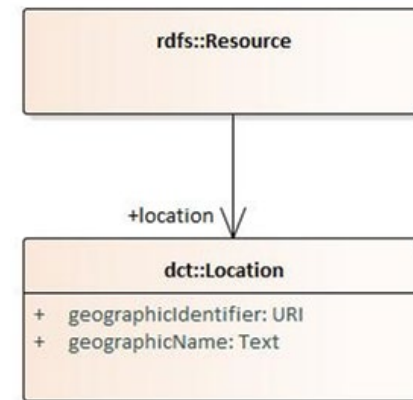 rdfs::Resource
+location
dct::Location
+ geographicIdentifier: URI
+ geographicName: Text